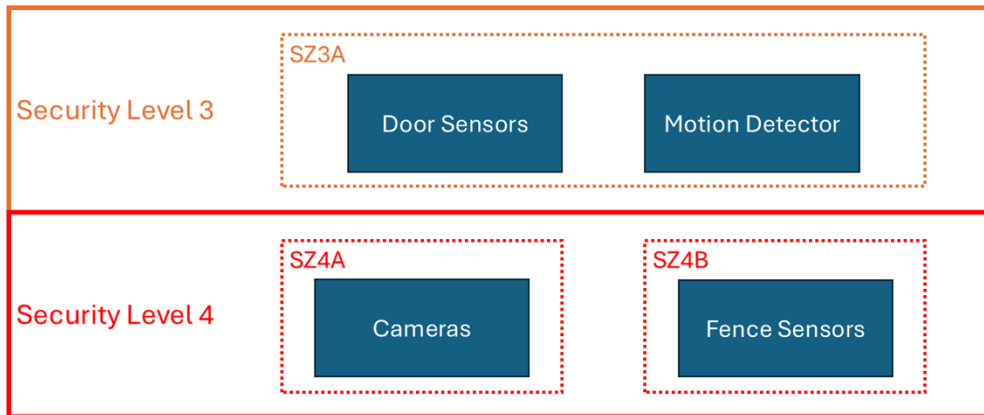 SZ3A
Security Level 3
Door Sensors
Motion Detector
SZ4A
SZ4B
Security Level 4
Cameras
Fence Sensors